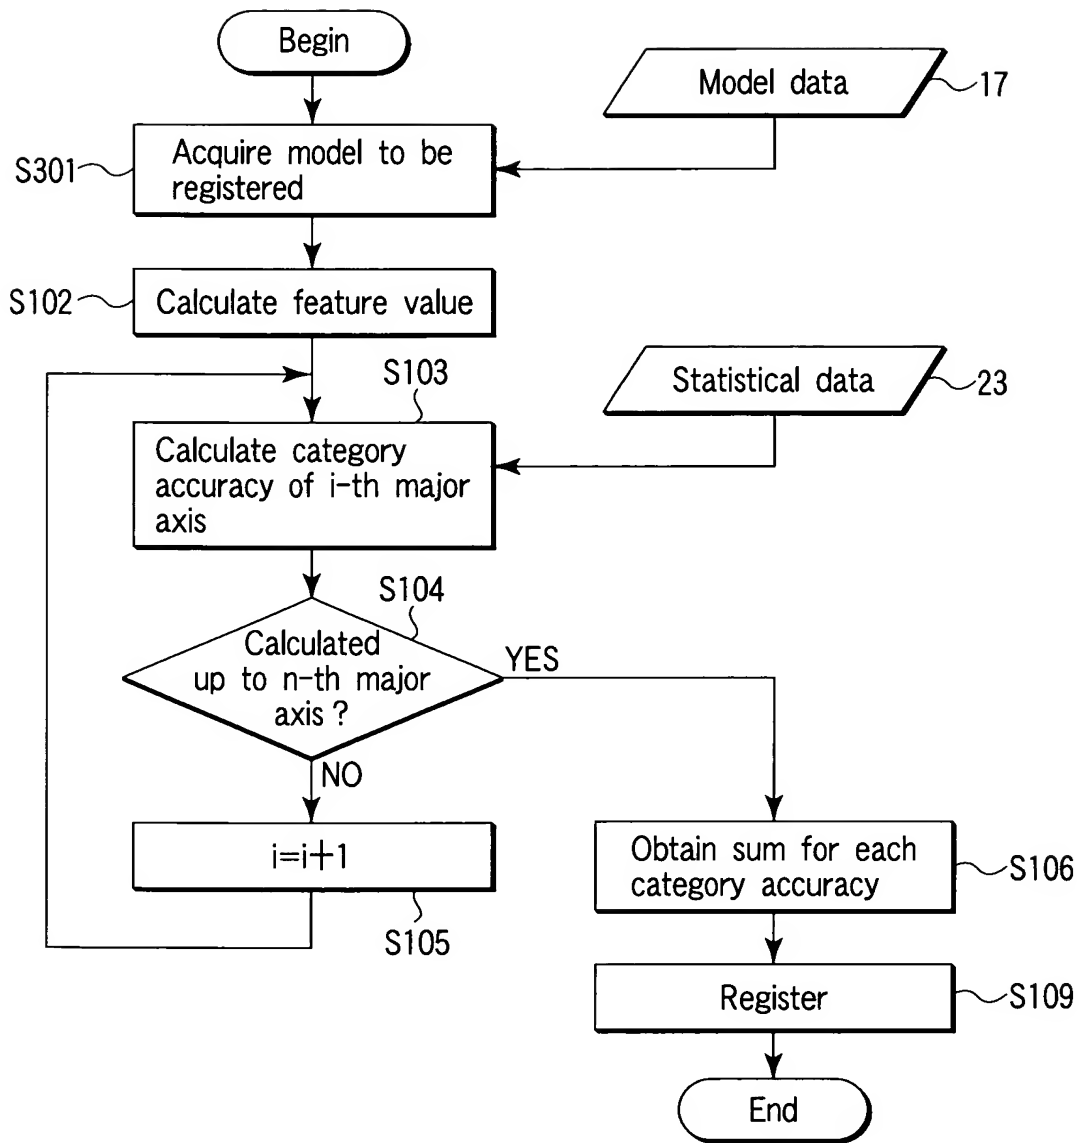 Begin
Model data
17
S301
Acquire model to be
registered
S102
Calculate feature value
S103
Statistical data
23
Calculate category
accuracy of i-th major
axis
S104
Calculated
up to n-th major
axis ?
YES
NO
i=i+1
S105
Obtain sum for each
category accuracy
S106
Register
S109
End